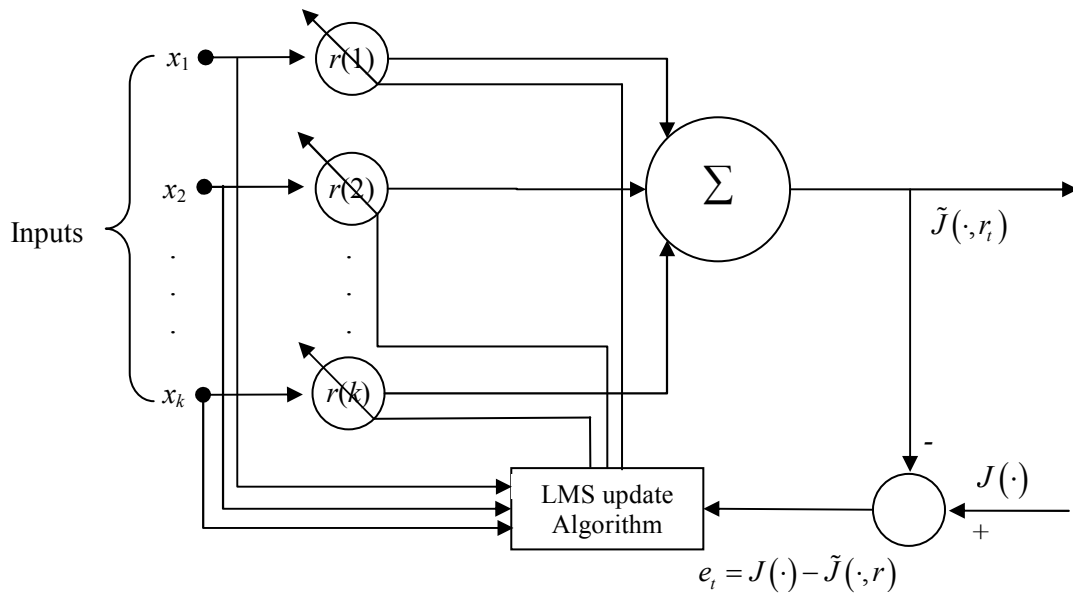 x₁
r(1)
x₂
r(2)
Σ
Inputs
J̃(·,rₜ)
.
.
.
.
.
.
xₖ
r(k)
-
J(·)
LMS update
Algorithm
+
eₜ = J(·) − J̃(·,r)